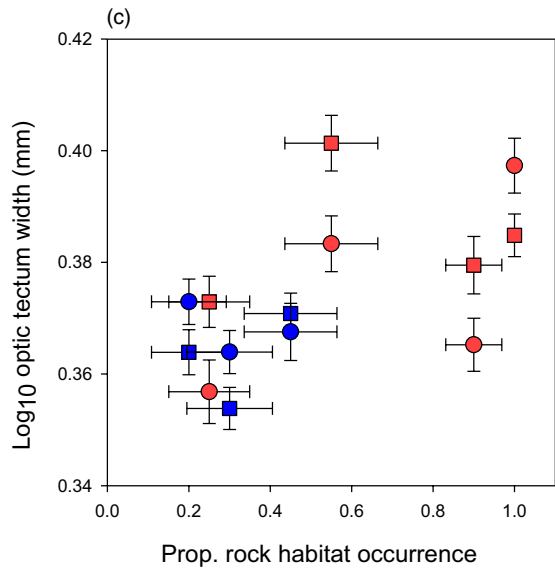 (c)
0.42
0.40
0.38
0.36
0.34
Log10 optic tectum width (mm)
0.0 0.2 0.4 0.6 0.8 1.0
Prop. rock habitat occurrence